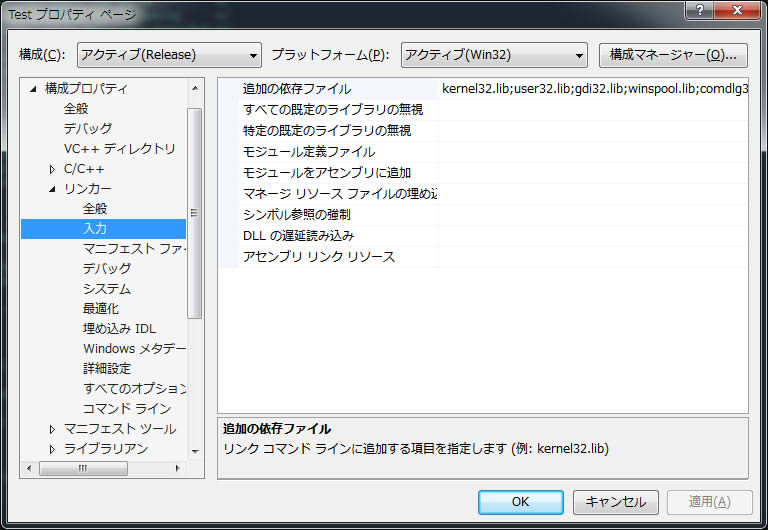 Test プロパティ ページ
構成(C): アクティブ(Release) プラットフォーム(P): アクティブ(Win32) 構成マネージャー(O)...
構成プロパティ
全般
デバッグ
VC++ ディレクトリ
C/C++
リンカー
全般
入力
マニフェスト ファイ
デバッグ
システム
最適化
埋め込み IDL
Windows メタデー
詳細設定
すべてのオプション
コマンド ライン
マニフェスト ツール
ライブラリアン
追加の依存ファイル kernel32.lib;user32.lib;gdi32.lib;winspool.lib;comdlg3
すべての既定のライブラリの無視
特定の既定のライブラリの無視
モジュール定義ファイル
モジュールをアセンブリに追加
マネージ リソース ファイルの埋め込
シンボル参照の強制
DLL の遅延読み込み
アセンブリ リンク リソース
追加の依存ファイル
リンク コマンド ラインに追加する項目を指定します (例: kernel32.lib)
OK キャンセル 適用(A)